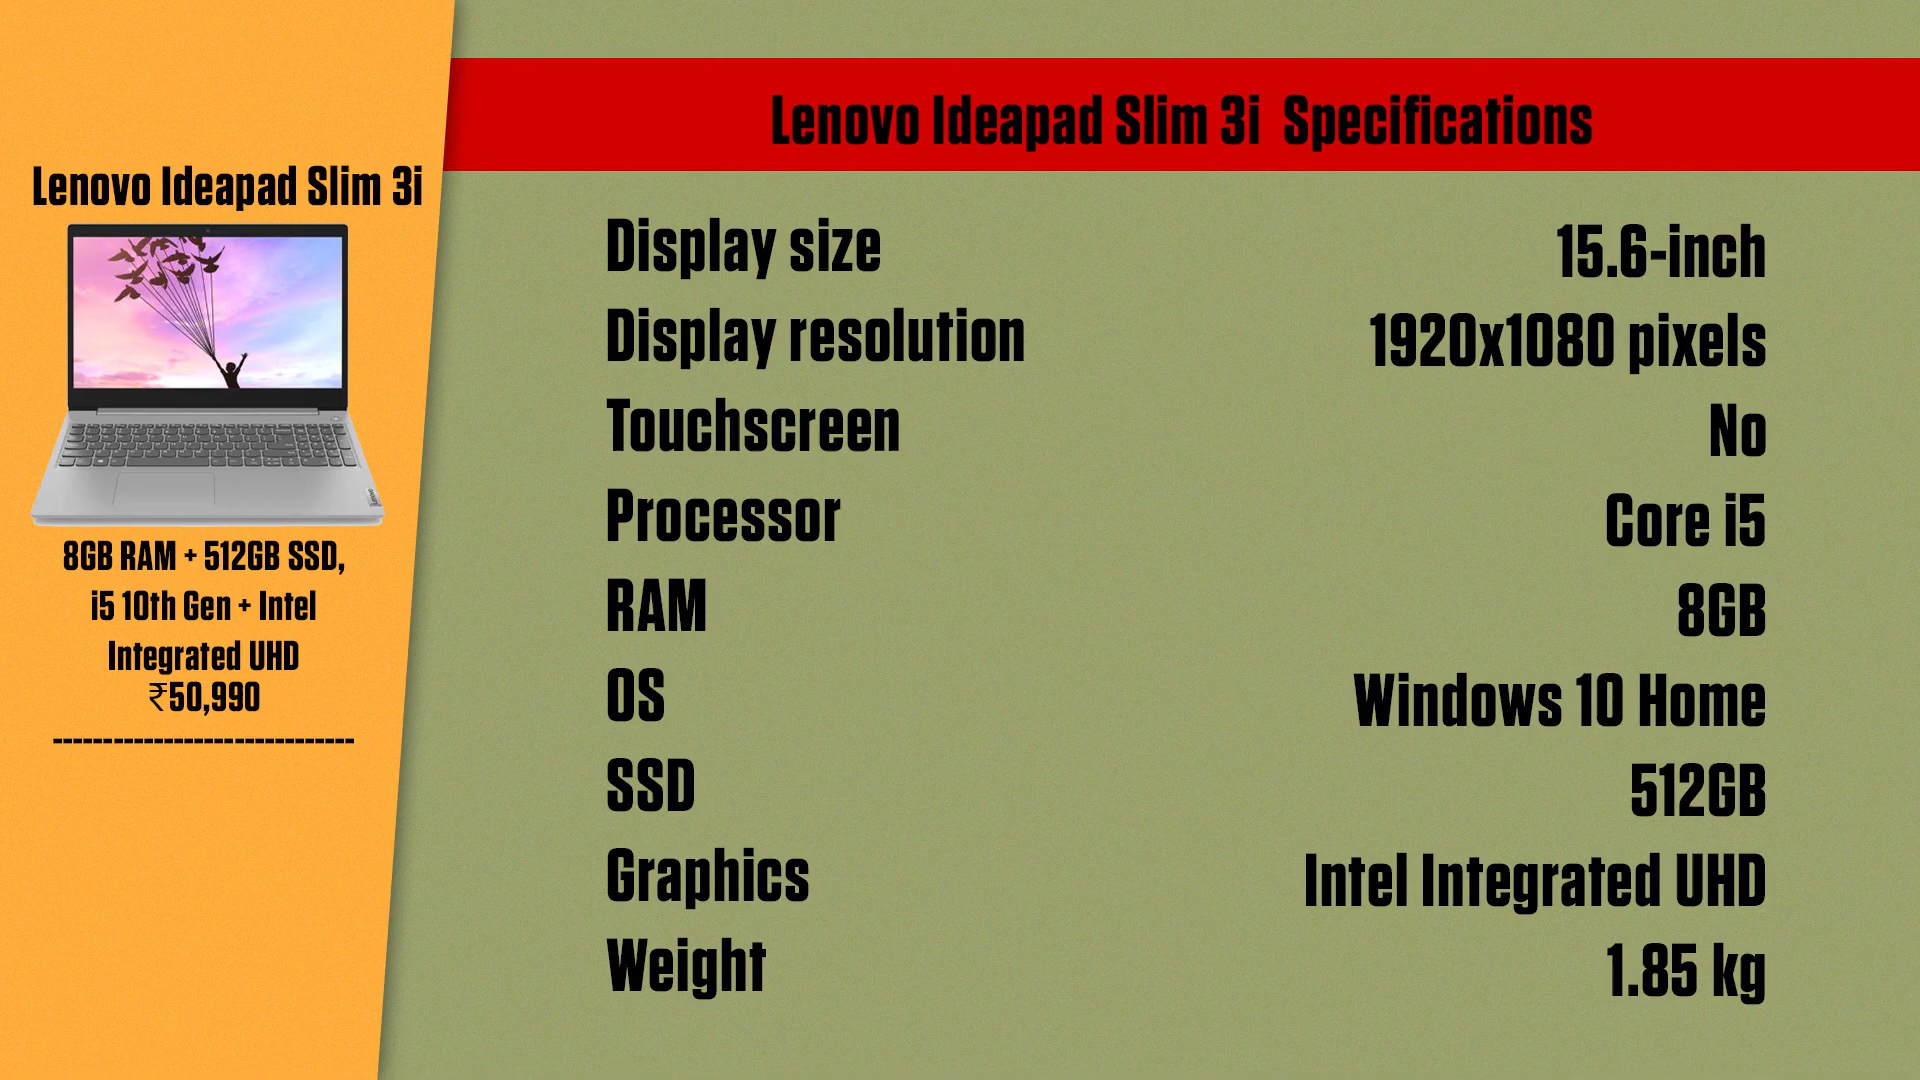 Lenovo Ideapad Slim 3i
Lenovo
8GB RAM + 512GB SSD,
i5 10th Gen + Intel
Integrated UHD
₹50,990
------------------------------
Lenovo Ideapad Slim 3i  Specifications
Display size 15.6-inch
Display resolution 1920x1080 pixels
Touchscreen No
Processor Core i5
RAM 8GB
OS Windows 10 Home
SSD 512GB
Graphics Intel Integrated UHD
Weight 1.85 kg